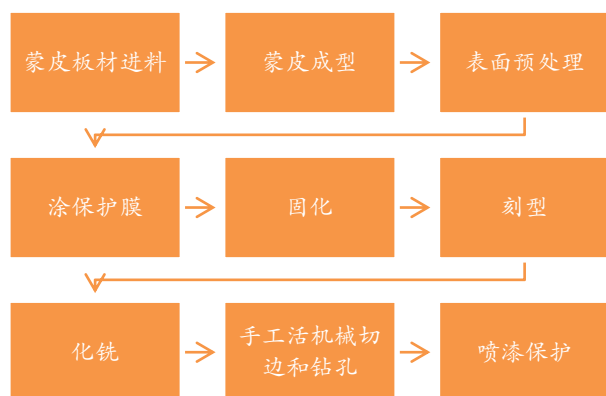 蒙皮板材进料
蒙皮成型
表面预处理
涂保护膜
固化
刻型
化铣
手工活机械切
边和钻孔
喷漆保护